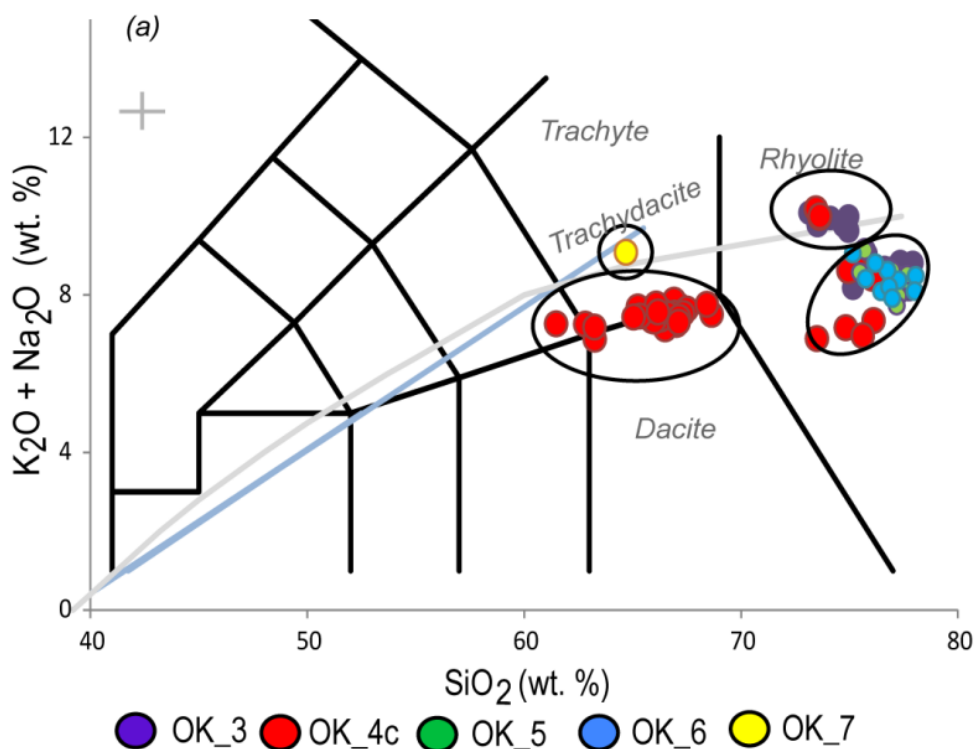 (a)
12
8
4
0
K₂O + Na₂O (wt. %)
Trachyte
Rhyolite
Trachydacite
Dacite
40
50
60
70
80
SiO₂ (wt. %)
OK_3
OK_4c
OK_5
OK_6
OK_7